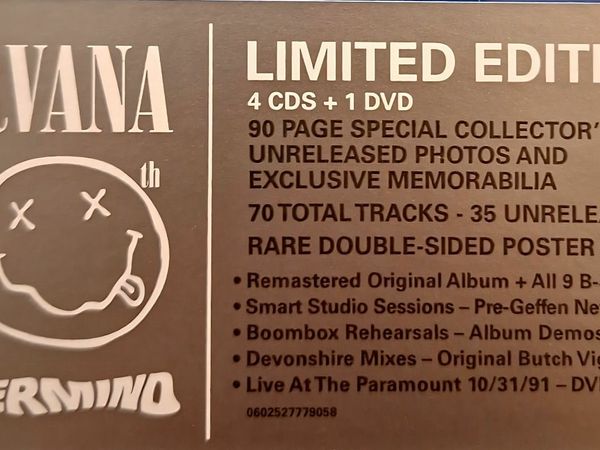 RVANA
th
ERMIND
LIMITED EDITI
4 CDS + 1 DVD
90 PAGE SPECIAL COLLECTOR'
UNRELEASED PHOTOS AND
EXCLUSIVE MEMORABILIA
70 TOTAL TRACKS - 35 UNRELEA
RARE DOUBLE-SIDED POSTER
• Remastered Original Album + All 9 B-
• Smart Studio Sessions – Pre-Geffen Ne
• Boombox Rehearsals – Album Demos
• Devonshire Mixes – Original Butch Vig
• Live At The Paramount 10/31/91 – DV
0602527779058